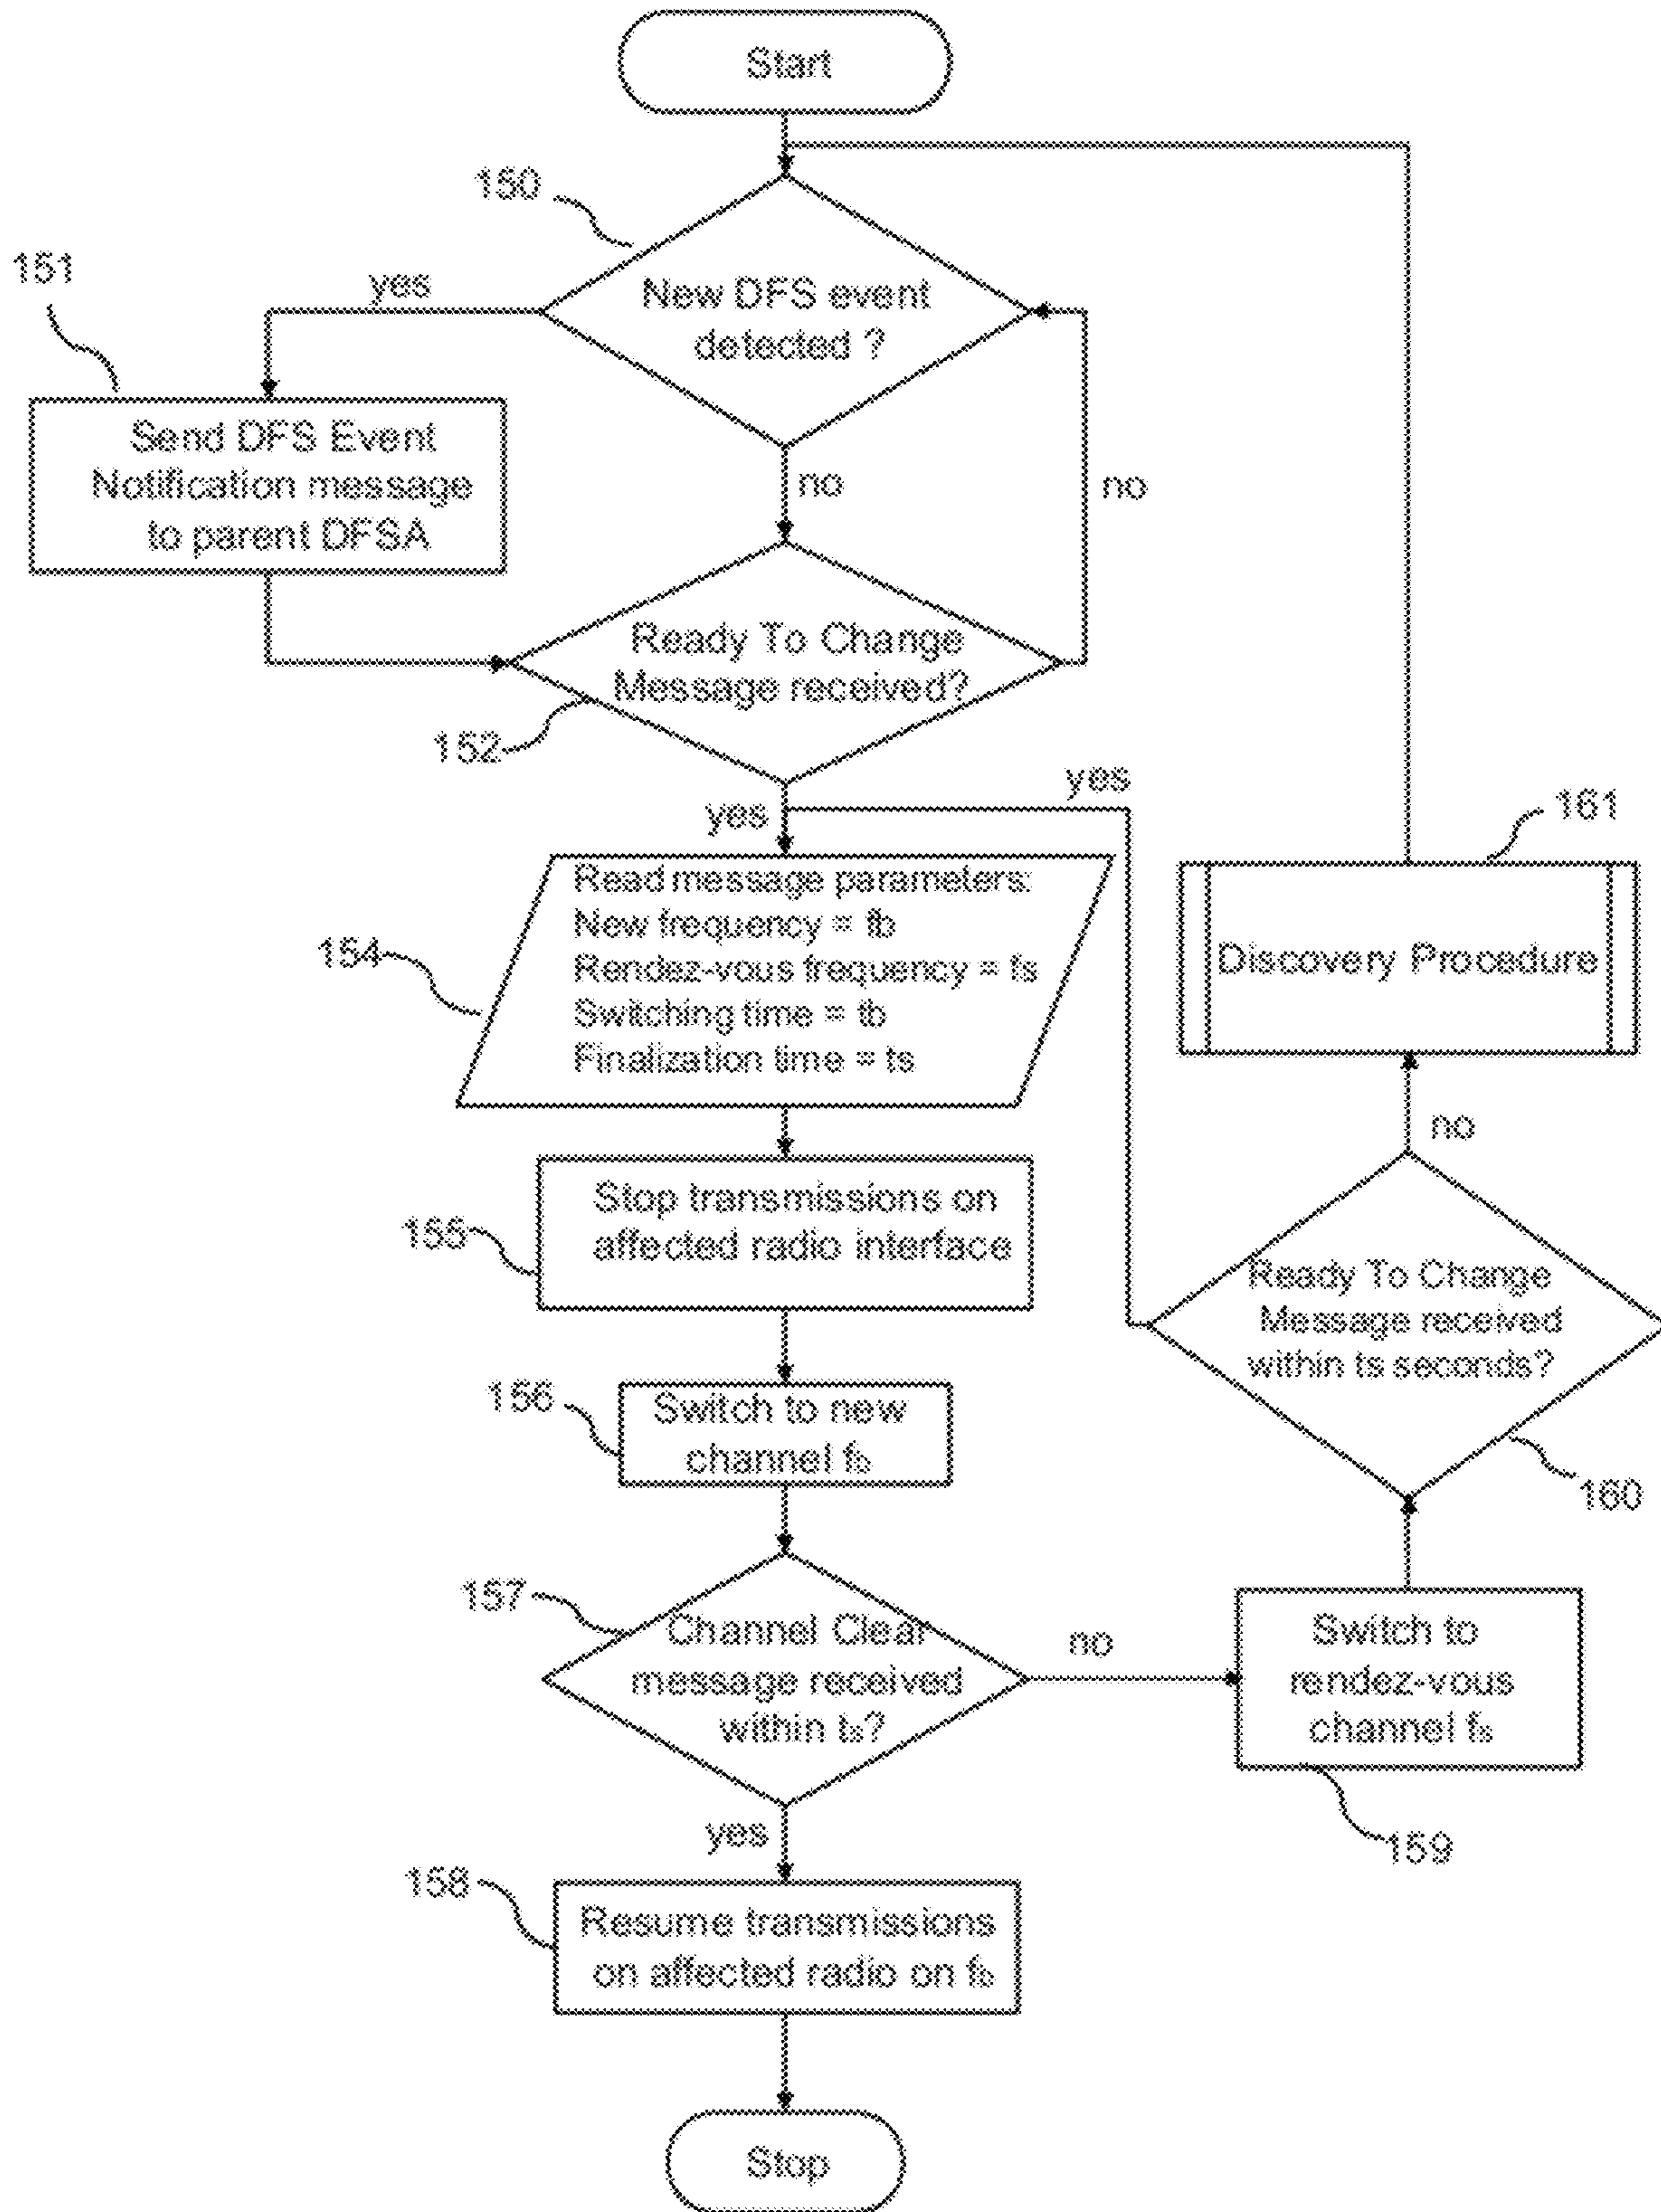 Start
150
New DFS event
detected ?
yes
151
Send DFS Event
Notification message
to parent DFSA
no
no
Ready To Change
Message received?
152
yes
yes
161
Discovery Procedure
154
Read message parameters:
New frequency = fb
Rendez-vous frequency = fs
Switching time = tb
Finalization time = ts
no
155
Stop transmissions on
affected radio interface
Ready To Change
Message received
within ts seconds?
160
156
Switch to new
channel fb
157
Channel Clear
message received
within ts?
no
Switch to
rendez-vous
channel fs
159
yes
158
Resume transmissions
on affected radio on fb
Stop